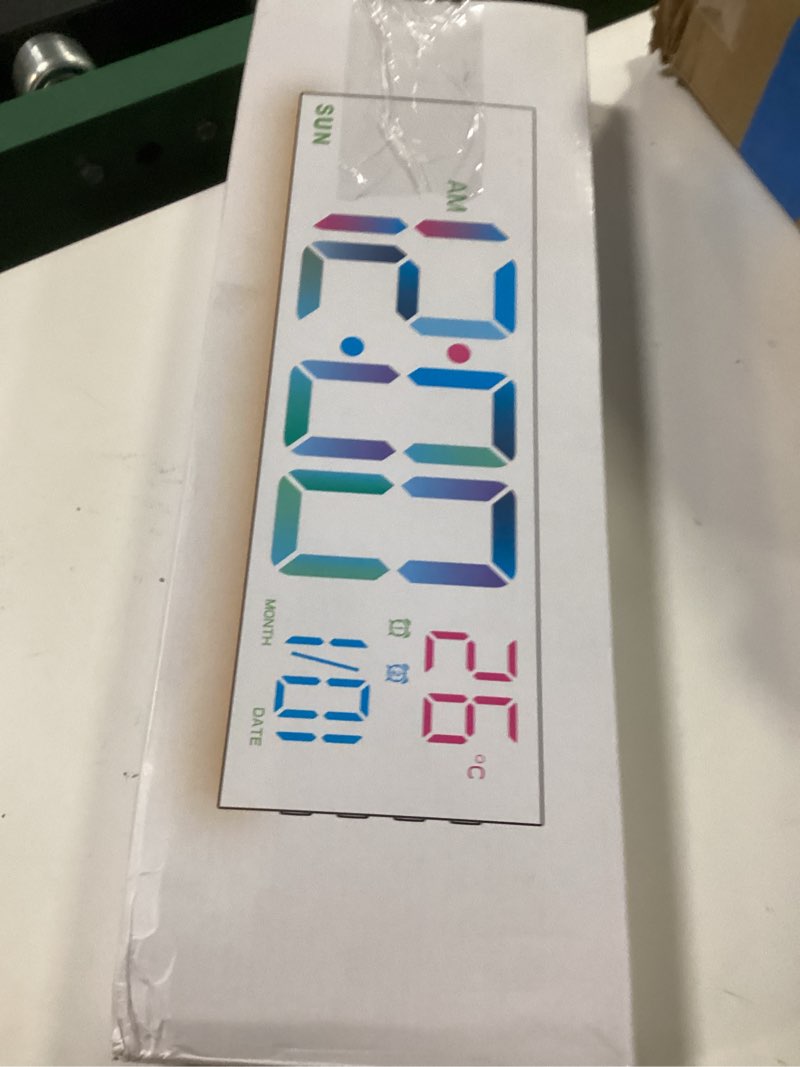 AM
12:00
26 °C
SUN
1/01
MONTH DATE